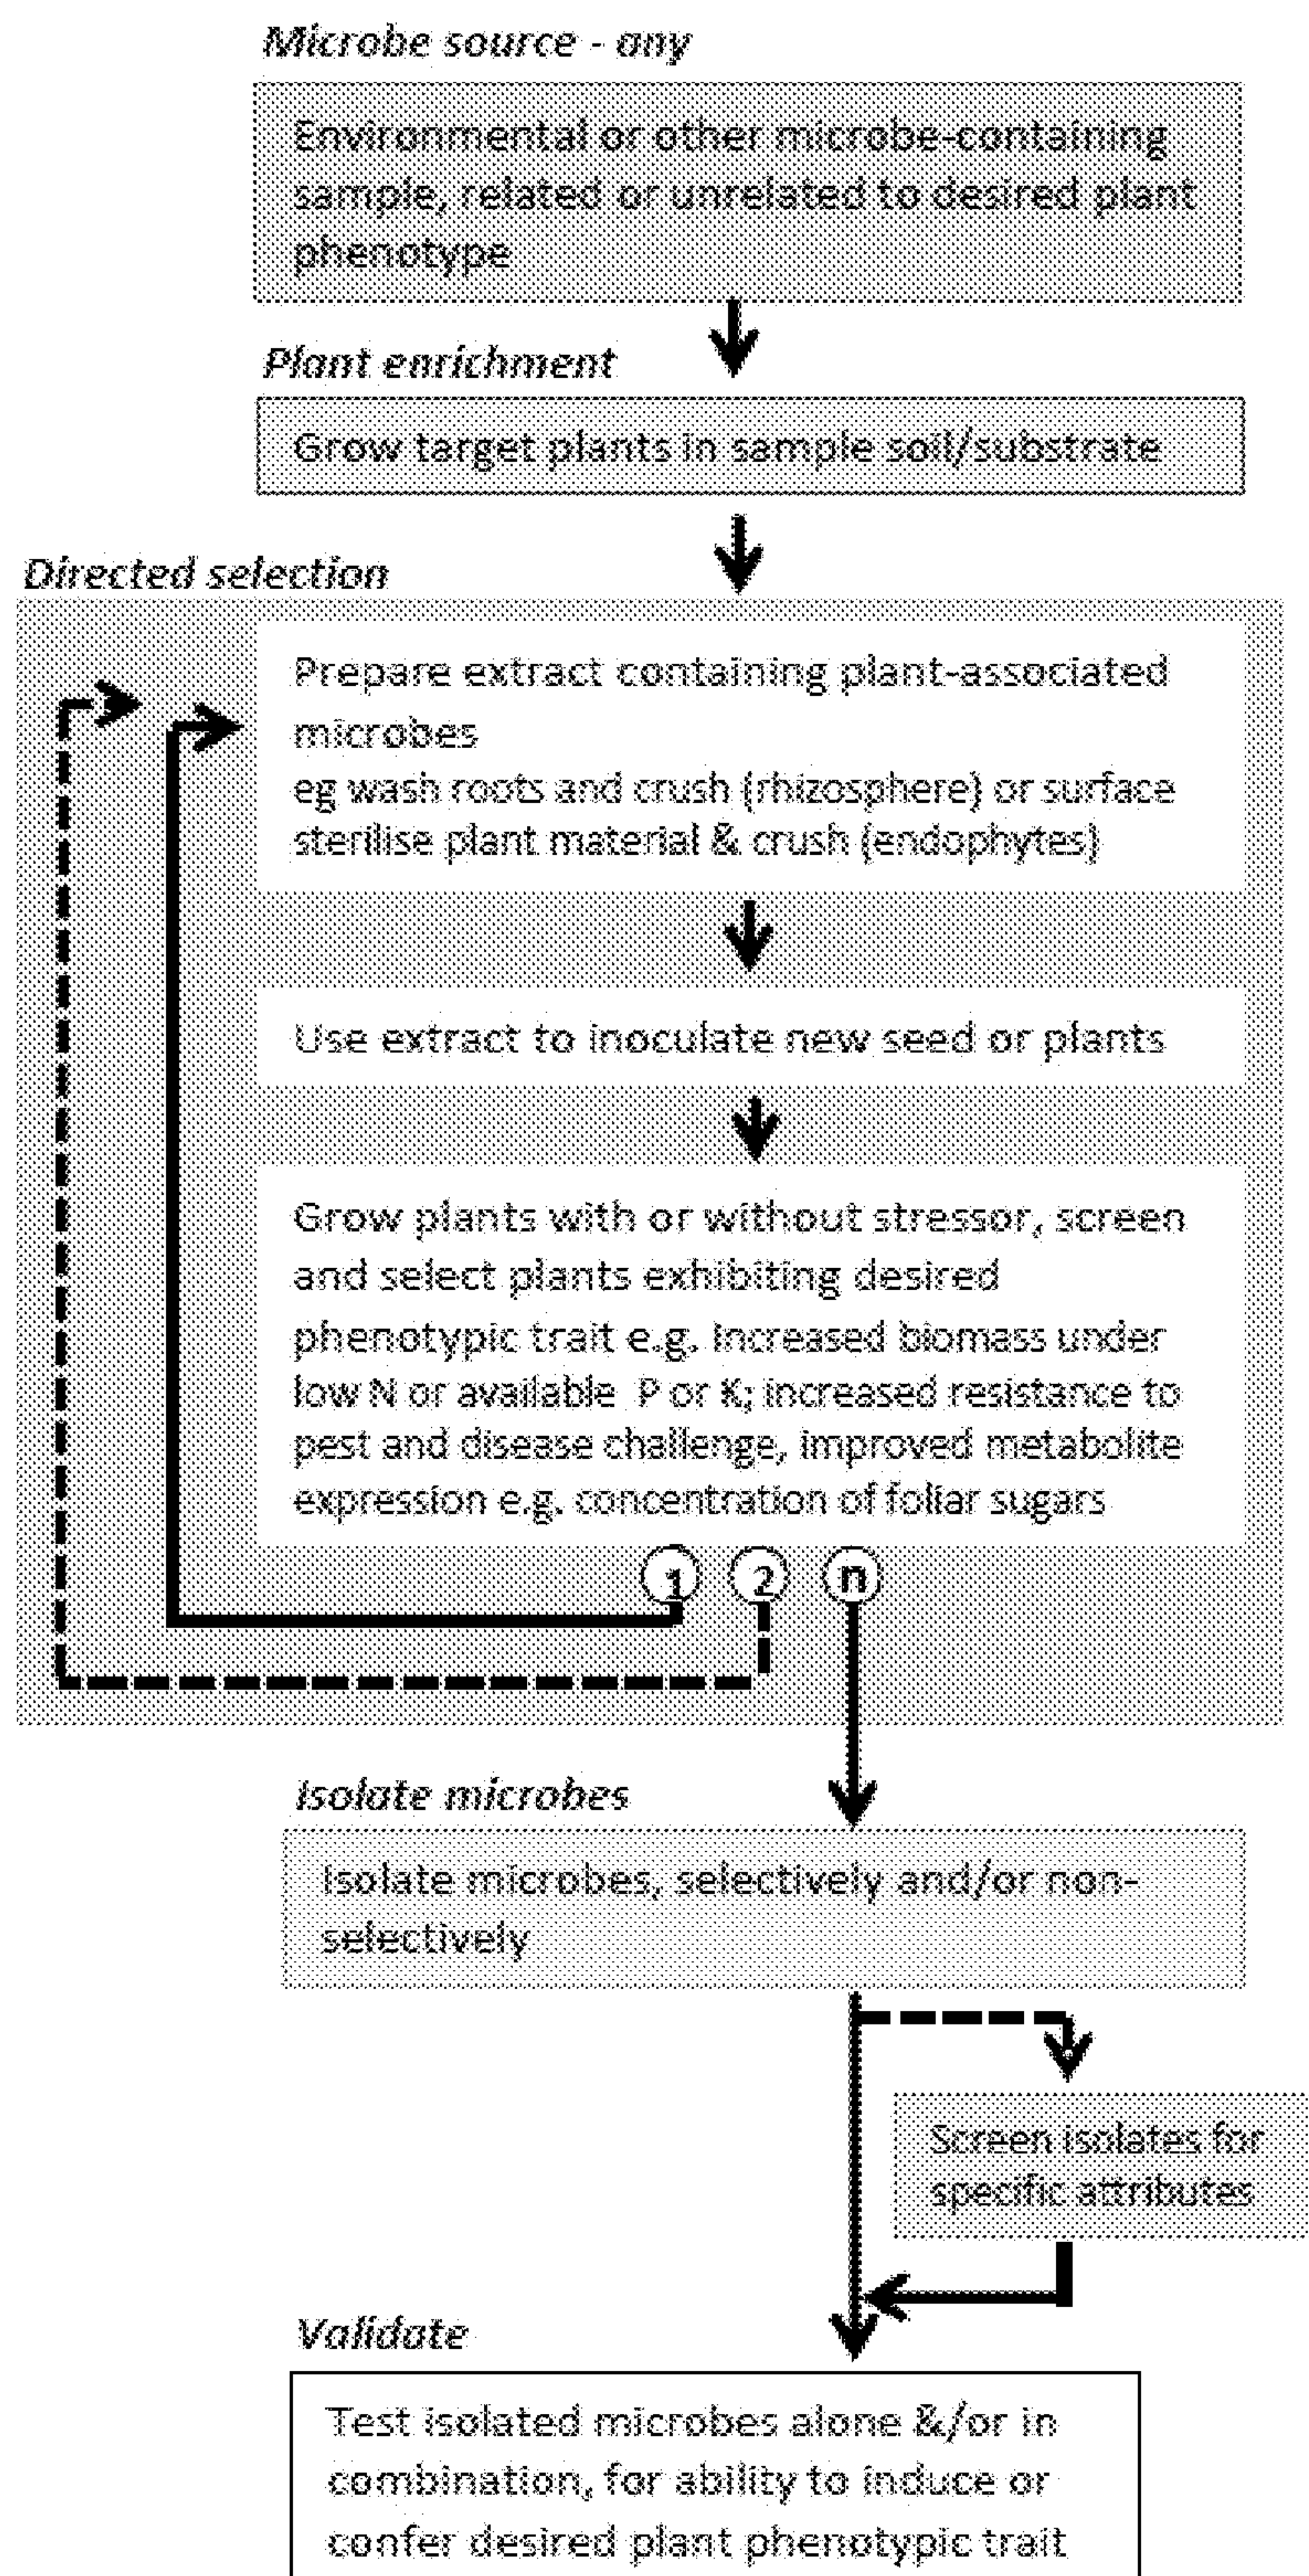 Microbe source - any
Environmental or other microbe-containing
sample, related or unrelated to desired plant
phenotype
Plant enrichment
Grow target plants in sample soil/substrate
Directed selection
Prepare extract containing plant-associated
microbes
eg wash roots and crush (rhizosphere) or surface
sterilise plant material & crush (endophytes)
Use extract to inoculate new seed or plants
Grow plants with or without stressor, screen
and select plants exhibiting desired
phenotypic trait e.g. Increased biomass under
low N or available P or K; increased resistance to
pest and disease challenge, improved metabolite
expression e.g. concentration of foliar sugars
1 2 n
Isolate microbes
Isolate microbes, selectively and/or non-
selectively
Screen isolates for
specific attributes
Validate
Test isolated microbes alone &/or in
combination, for ability to induce or
confer desired plant phenotypic trait